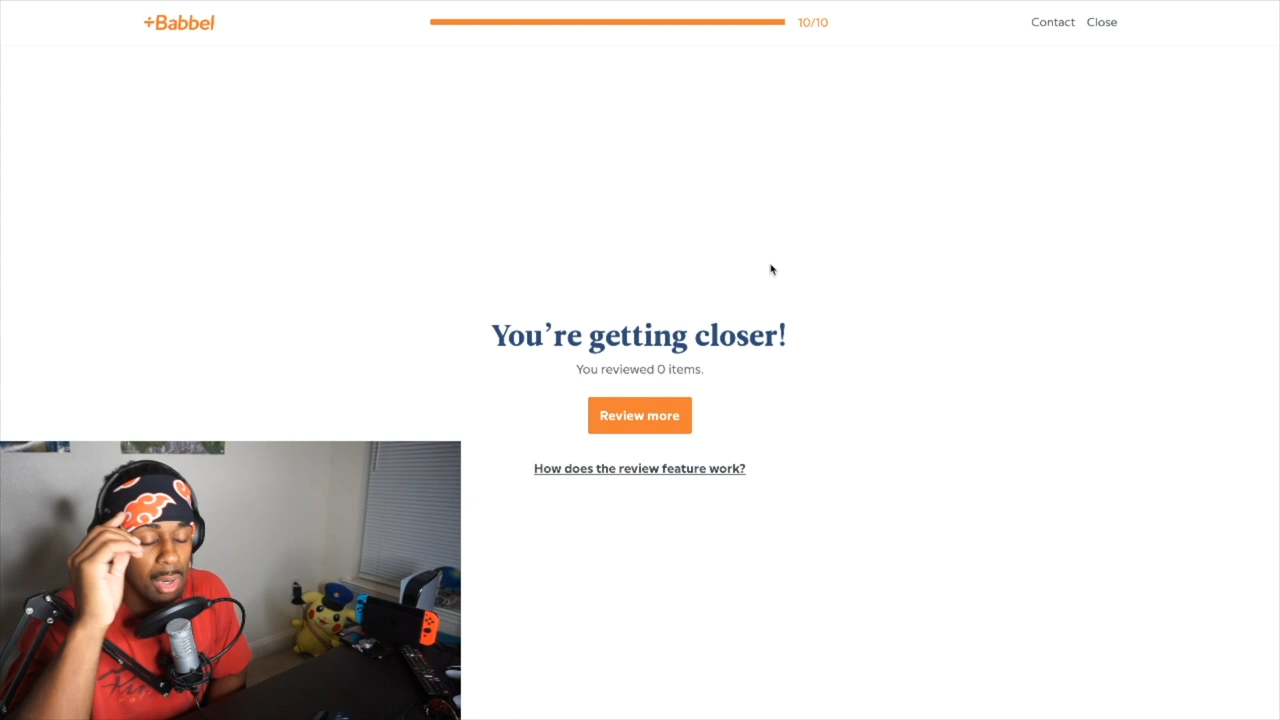 +Babbel
10/10
Contact
Close
You're getting closer!
You reviewed 0 items.
Review more
How does the review feature work?